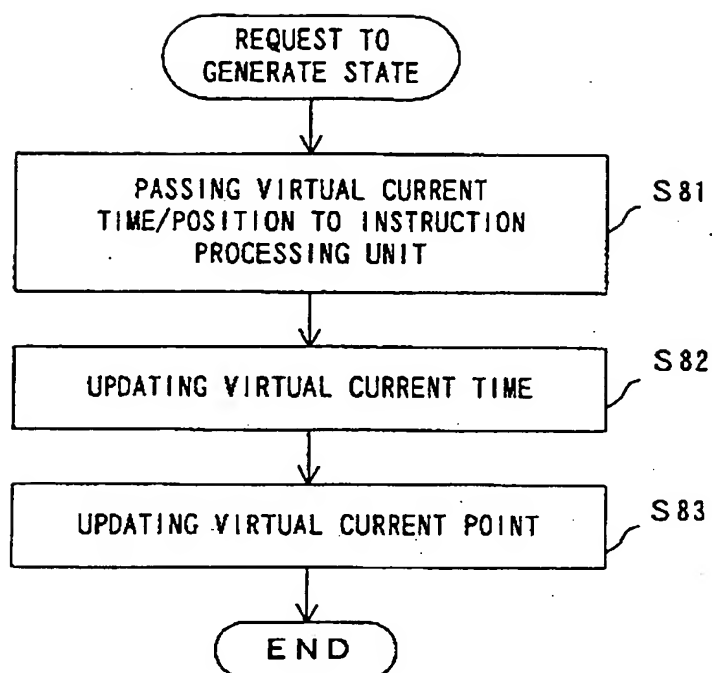 REQUEST TO
GENERATE STATE
PASSING VIRTUAL CURRENT
TIME/POSITION TO INSTRUCTION
PROCESSING UNIT
S81
UPDATING VIRTUAL CURRENT TIME
S82
UPDATING VIRTUAL CURRENT POINT
S83
END